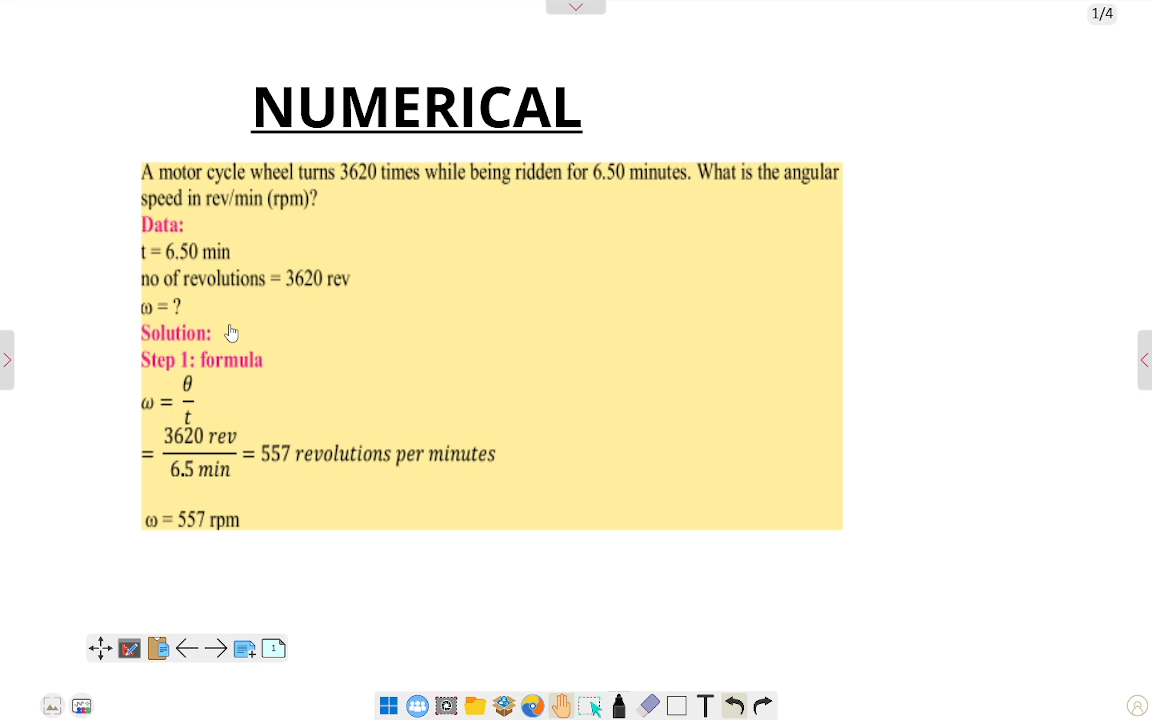 1/4
NUMERICAL
A motor cycle wheel turns 3620 times while being ridden for 6.50 minutes. What is the angular
speed in rev/min (rpm)?
Data:
t = 6.50 min
no of revolutions = 3620 rev
ω = ?
Solution:
Step 1: formula
ω = θ/t
= 3620 rev / 6.5 min = 557 revolutions per minutes
ω = 557 rpm
1
T